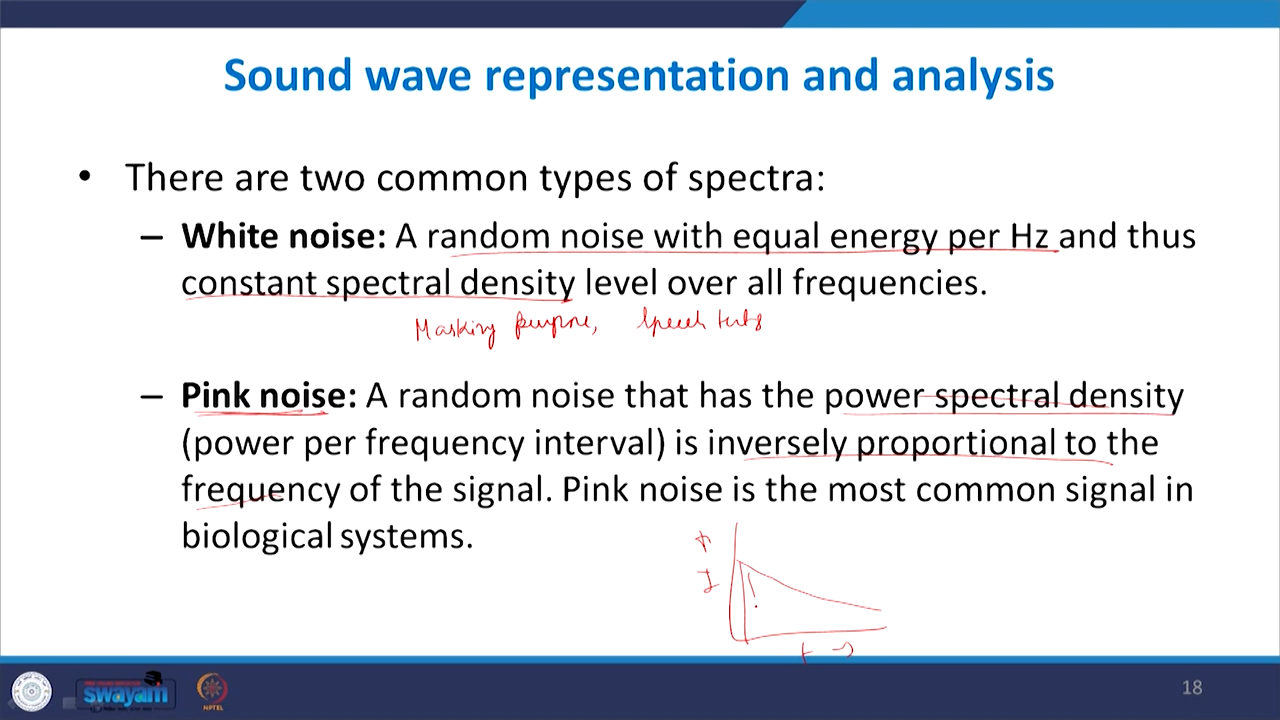 Sound wave representation and analysis
• There are two common types of spectra:
– White noise: A random noise with equal energy per Hz and thus
constant spectral density level over all frequencies.
Masking purpose, Speech tests
– Pink noise: A random noise that has the power spectral density
(power per frequency interval) is inversely proportional to the
frequency of the signal. Pink noise is the most common signal in
biological systems.
swayam
NPTEL
18